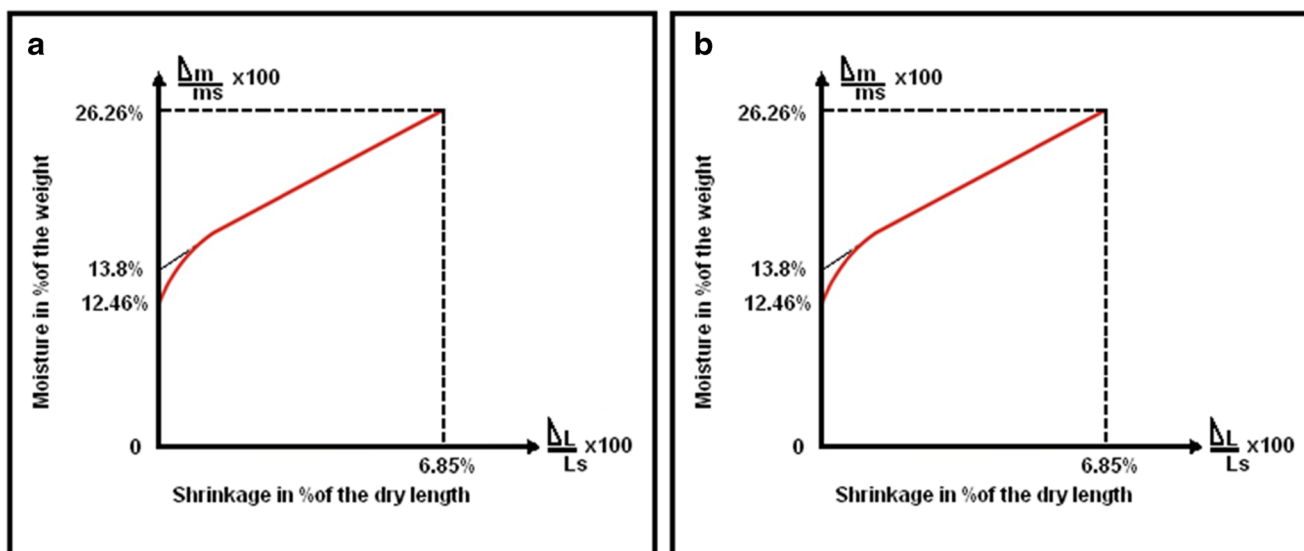 a
Δm/ms x100
26.26%
13.8%
12.46%
0
Moisture in %of the weight
6.85%
ΔL/Ls x100
Shrinkage in %of the dry length
b
Δm/ms x100
26.26%
13.8%
12.46%
0
Moisture in %of the weight
6.85%
ΔL/Ls x100
Shrinkage in %of the dry length